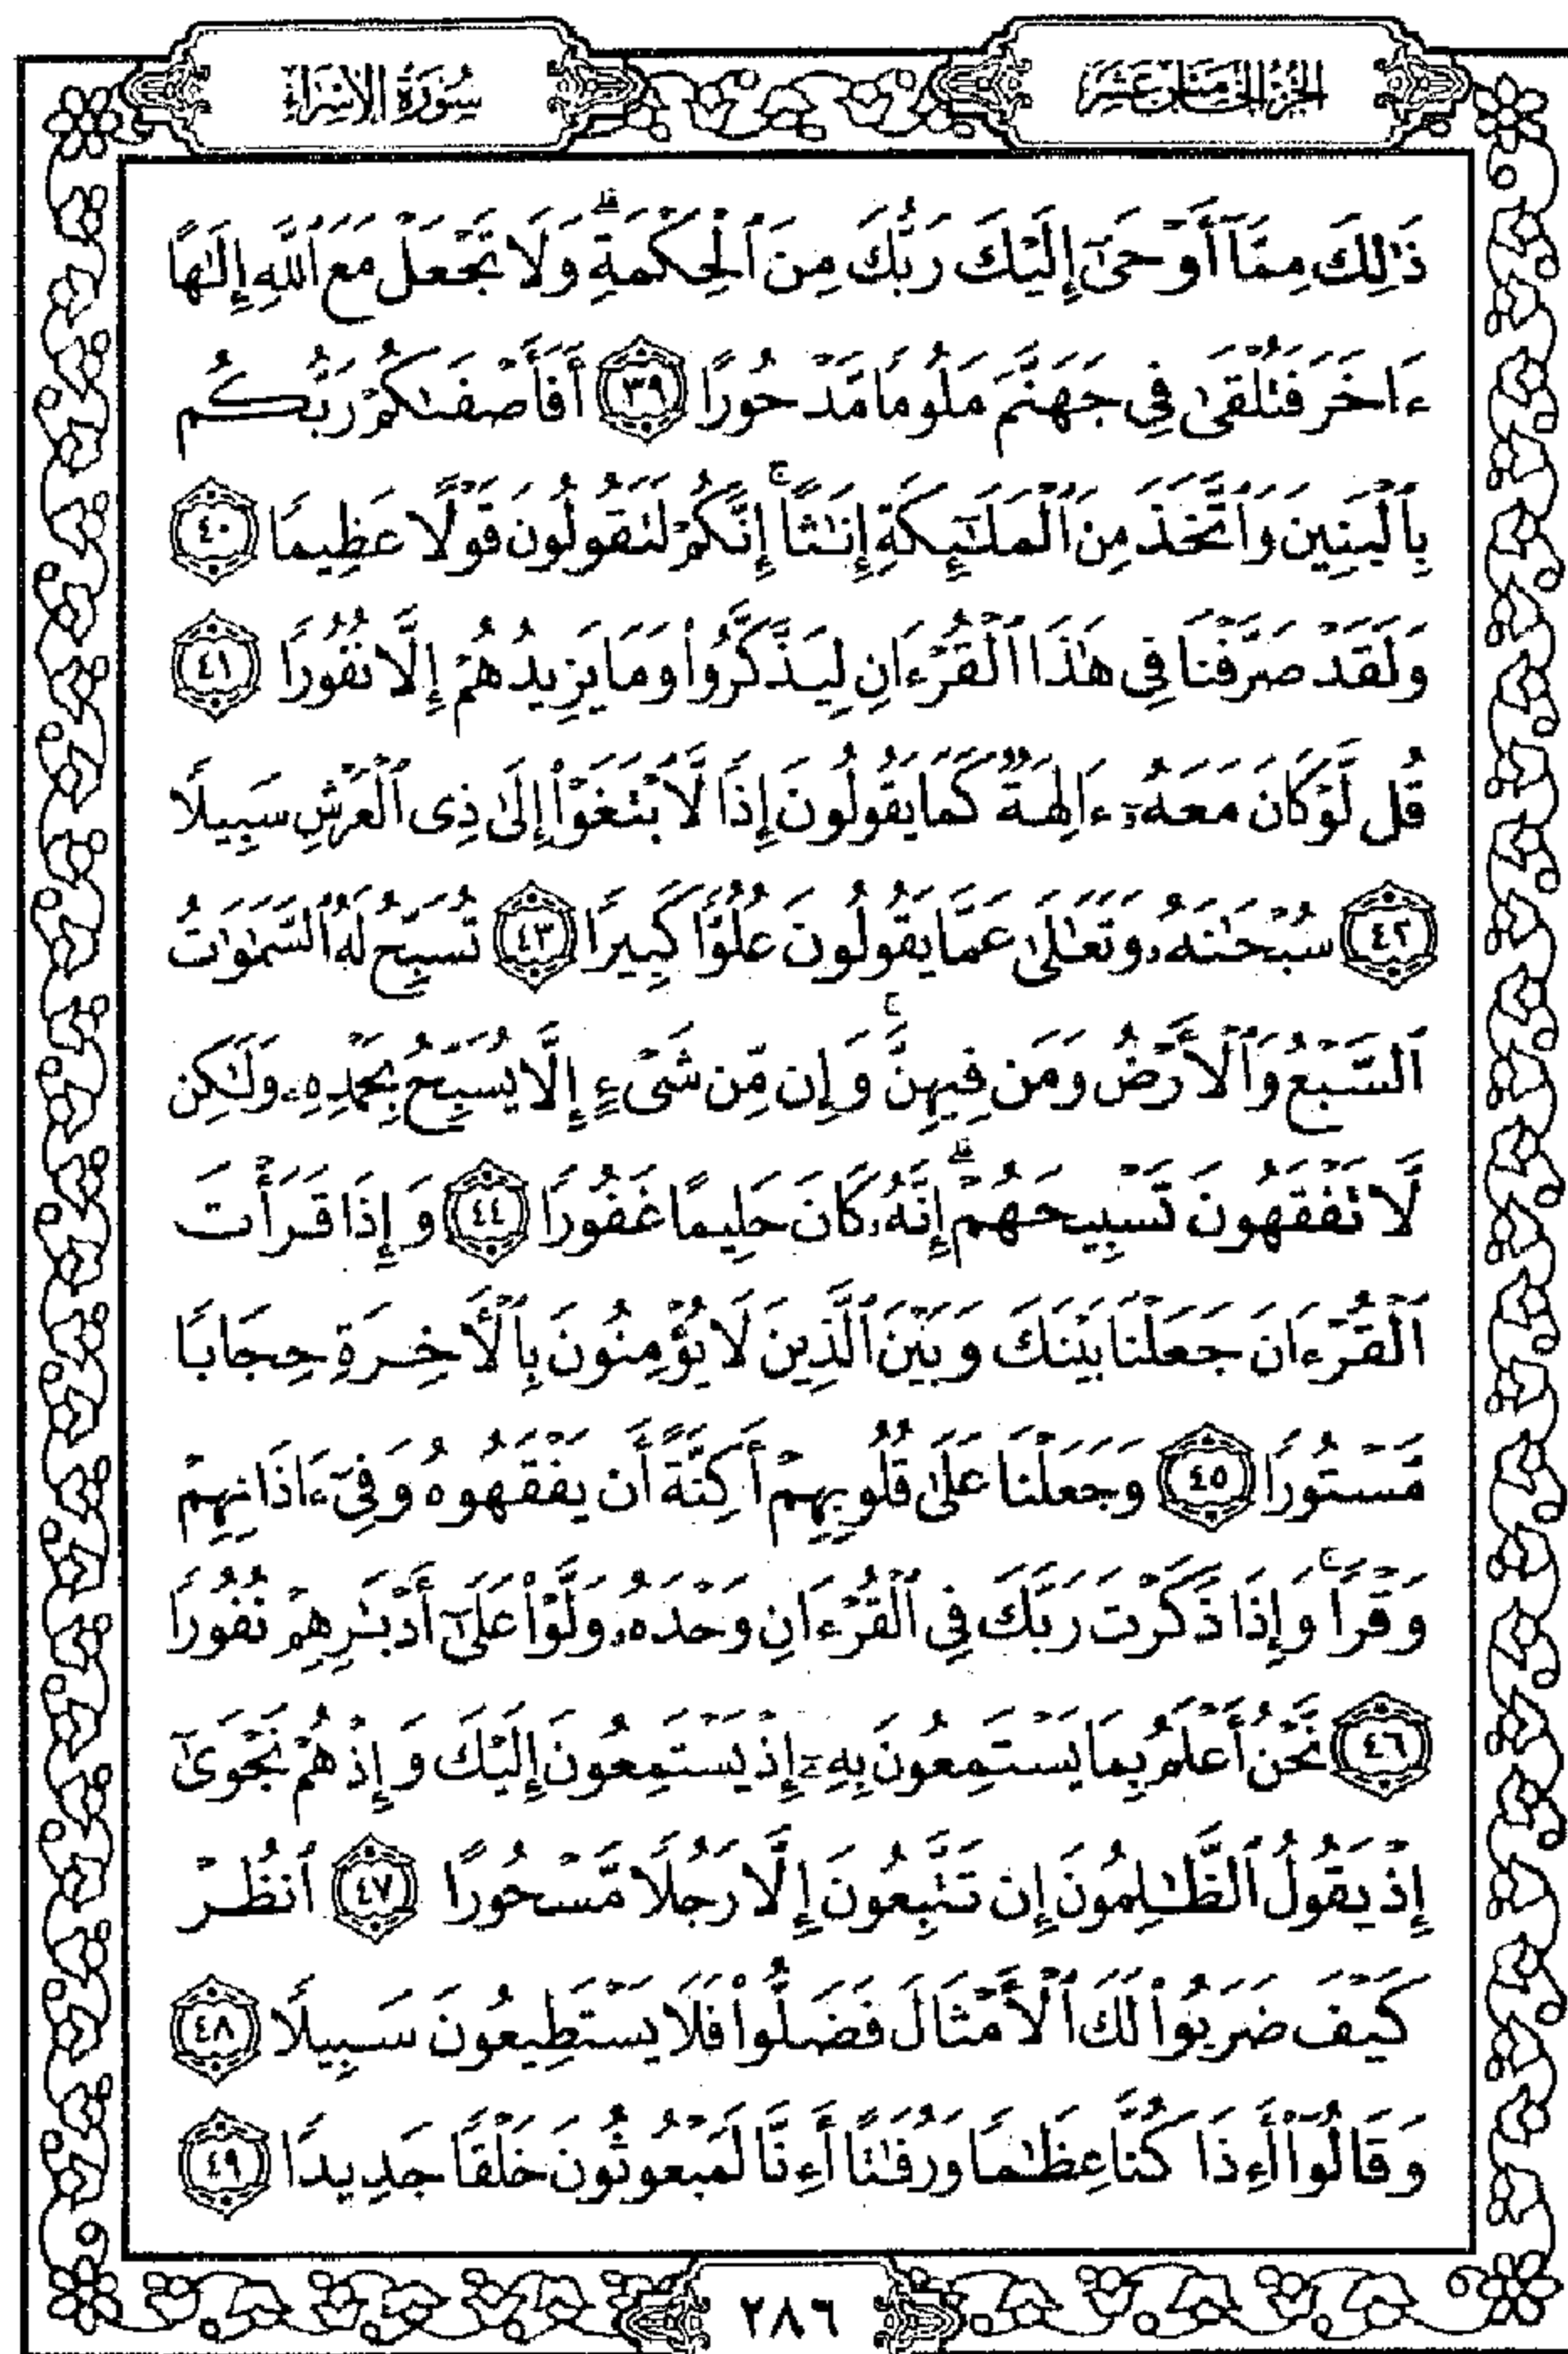 سُورَةُ الإِسْرَاءِ
الجُزْءُ الخَامِسَ عَشَرَ
ذَٰلِكَ مِمَّآ أَوْحَىٰٓ إِلَيْكَ رَبُّكَ مِنَ ٱلْحِكْمَةِۗ وَلَا تَجْعَلْ مَعَ ٱللَّهِ إِلَٰهًا
ءَاخَرَ فَتُلْقَىٰ فِى جَهَنَّمَ مَلُومًا مَّدْحُورًا ﴿٣٩﴾ أَفَأَصْفَىٰكُمْ رَبُّكُم
بِٱلْبَنِينَ وَٱتَّخَذَ مِنَ ٱلْمَلَٰٓئِكَةِ إِنَٰثًاۚ إِنَّكُمْ لَتَقُولُونَ قَوْلًا عَظِيمًا ﴿٤٠﴾
وَلَقَدْ صَرَّفْنَا فِى هَٰذَا ٱلْقُرْءَانِ لِيَذَّكَّرُوا۟ وَمَا يَزِيدُهُمْ إِلَّا نُفُورًا ﴿٤١﴾
قُل لَّوْ كَانَ مَعَهُۥٓ ءَالِهَةٌ كَمَا يَقُولُونَ إِذًا لَّٱبْتَغَوْا۟ إِلَىٰ ذِى ٱلْعَرْشِ سَبِيلًا
﴿٤٢﴾ سُبْحَٰنَهُۥ وَتَعَٰلَىٰ عَمَّا يَقُولُونَ عُلُوًّا كَبِيرًا ﴿٤٣﴾ تُسَبِّحُ لَهُ ٱلسَّمَٰوَٰتُ
ٱلسَّبْعُ وَٱلْأَرْضُ وَمَن فِيهِنَّۚ وَإِن مِّن شَىْءٍ إِلَّا يُسَبِّحُ بِحَمْدِهِۦ وَلَٰكِن
لَّا تَفْقَهُونَ تَسْبِيحَهُمْۗ إِنَّهُۥ كَانَ حَلِيمًا غَفُورًا ﴿٤٤﴾ وَإِذَا قَرَأْتَ
ٱلْقُرْءَانَ جَعَلْنَا بَيْنَكَ وَبَيْنَ ٱلَّذِينَ لَا يُؤْمِنُونَ بِٱلْأَخِرَةِ حِجَابًا
مَّسْتُورًا ﴿٤٥﴾ وَجَعَلْنَا عَلَىٰ قُلُوبِهِمْ أَكِنَّةً أَن يَفْقَهُوهُ وَفِىٓ ءَاذَانِهِمْ
وَقْرًاۚ وَإِذَا ذَكَرْتَ رَبَّكَ فِى ٱلْقُرْءَانِ وَحْدَهُۥ وَلَّوْا۟ عَلَىٰٓ أَدْبَٰرِهِمْ نُفُورًا
﴿٤٦﴾ نَّحْنُ أَعْلَمُ بِمَا يَسْتَمِعُونَ بِهِۦٓ إِذْ يَسْتَمِعُونَ إِلَيْكَ وَإِذْ هُمْ نَجْوَىٰٓ
إِذْ يَقُولُ ٱلظَّٰلِمُونَ إِن تَتَّبِعُونَ إِلَّا رَجُلًا مَّسْحُورًا ﴿٤٧﴾ ٱنظُرْ
كَيْفَ ضَرَبُوا۟ لَكَ ٱلْأَمْثَالَ فَضَلُّوا۟ فَلَا يَسْتَطِيعُونَ سَبِيلًا ﴿٤٨﴾
وَقَالُوٓا۟ أَءِذَا كُنَّا عِظَٰمًا وَرُفَٰتًا أَءِنَّا لَمَبْعُوثُونَ خَلْقًا جَدِيدًا ﴿٤٩﴾
٢٨٦